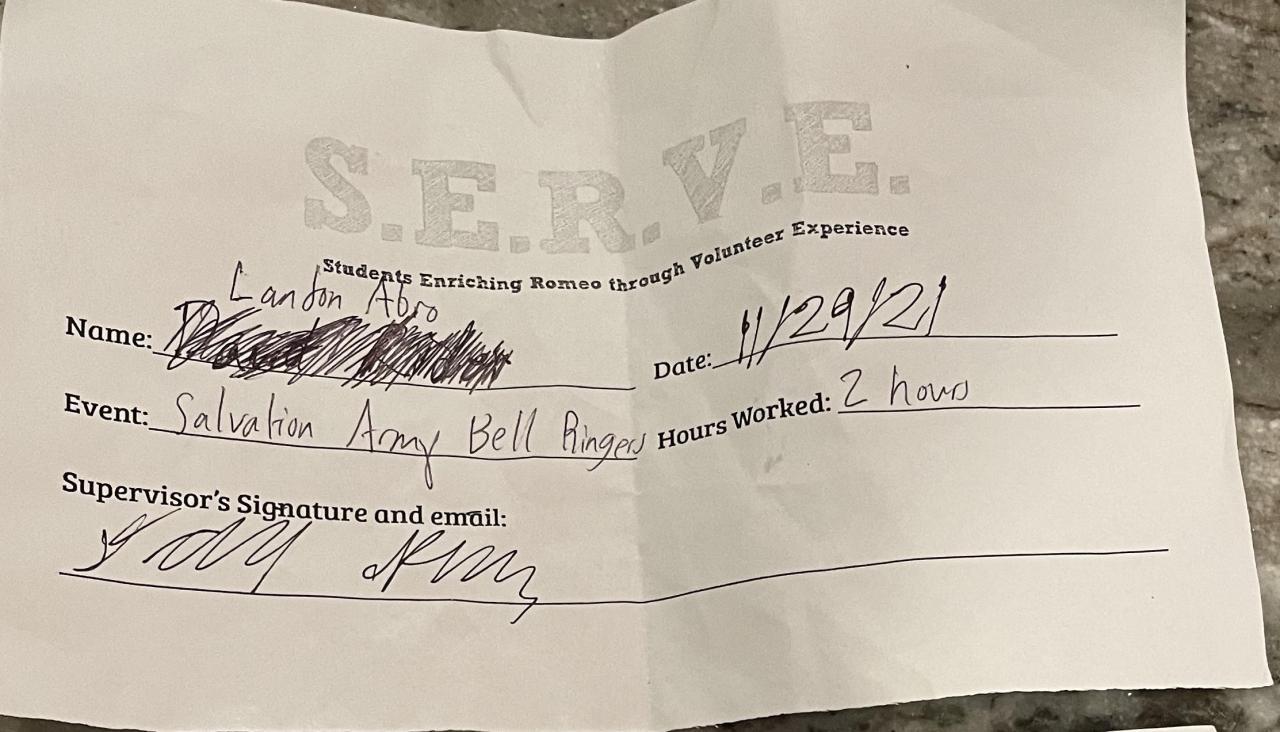 S.E.R.V.E.
Students Enriching Romeo through Volunteer Experience
Landon Abro
Name:
Date: 11/29/21
Event: Salvation Army Bell Ringers
Hours Worked: 2 hours
Supervisor's Signature and email: